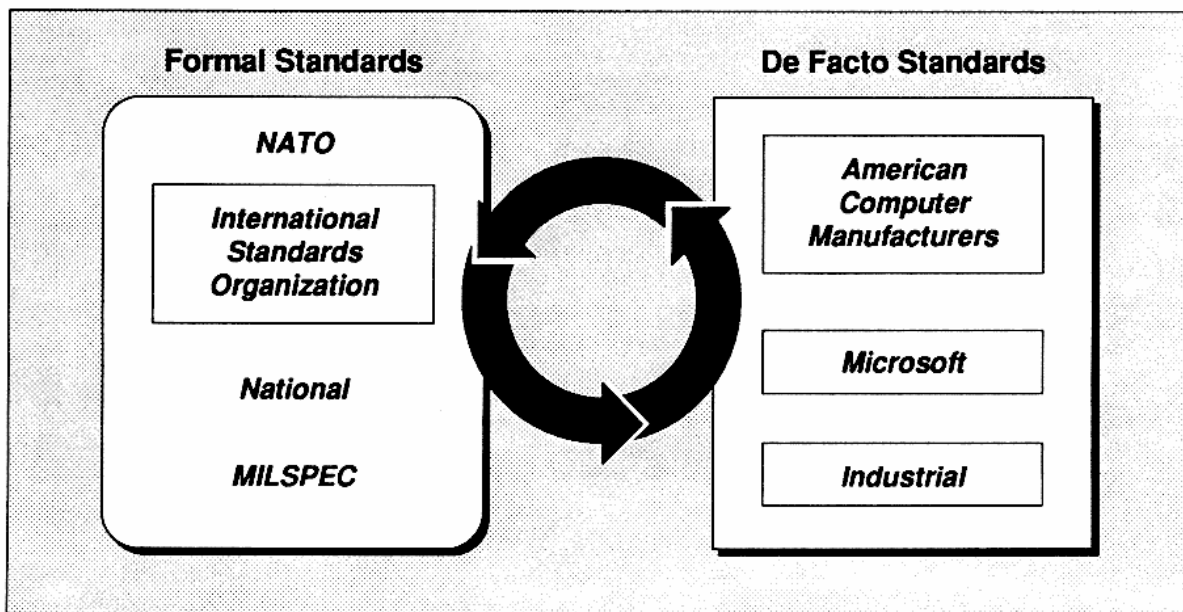 Formal Standards
NATO
International
Standards
Organization
National
MILSPEC
De Facto Standards
American
Computer
Manufacturers
Microsoft
Industrial